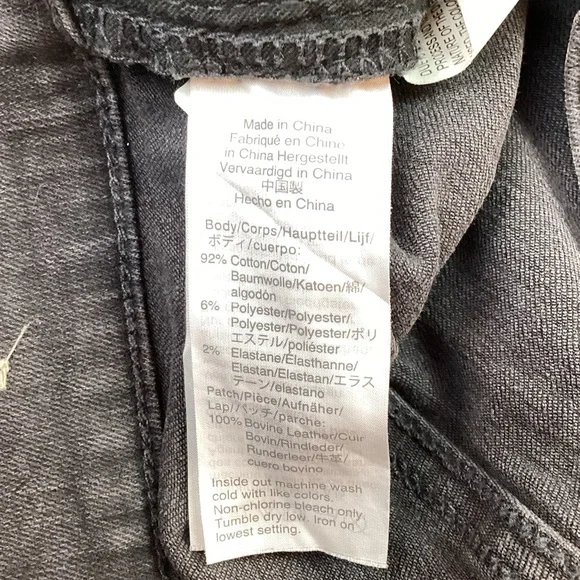 Made in China
Fabriqué en Chine
in China Hergestellt
Vervaardigd in China
中国製
Hecho en China
Body/Corps/Hauptteil/Lijf/
ボディ/cuerpo:
92% Cotton/Coton/
Baumwolle/Katoen/綿/
algodón
6% Polyester/Polyester/
Polyester/Polyester/ポリ
エステル/poliéster
2% Elastane/Élasthanne/
Elastan/Elastaan/エラス
テーン/elastano
Patch/Pièce/Aufnäher/
Lap/パッチ/parche:
100% Bovine Leather/Cuir
Bovin/Rindleder/
Runderleer/牛革/
cuero bovino
Inside out machine wash
cold with like colors.
Non-chlorine bleach only
Tumble dry low. Iron on
lowest setting.